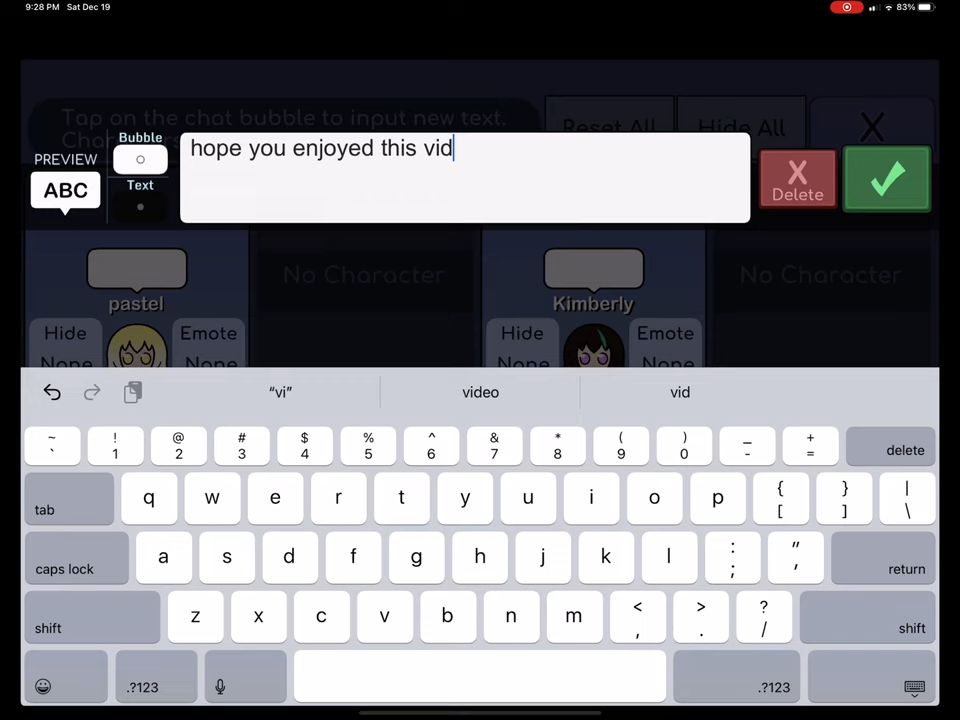 9:28 PM Sat Dec 19
83%
Tap on the chat bubble to input new text.
Reset All
Hide All
X
Bubble
PREVIEW
ABC
Text
hope you enjoyed this vid
X
Delete
No Character
No Character
pastel
Kimberly
Hide
Emote
Hide
Emote
None
None
None
None
“vi”
video
vid
~ ! @ # $ % ^ & * ( ) _ +
` 1 2 3 4 5 6 7 8 9 0 - = delete
tab q w e r t y u i o p { [ } ] | \
caps lock a s d f g h j k l : ; " ' return
shift z x c v b n m < , > . ? / shift
.?123 .?123